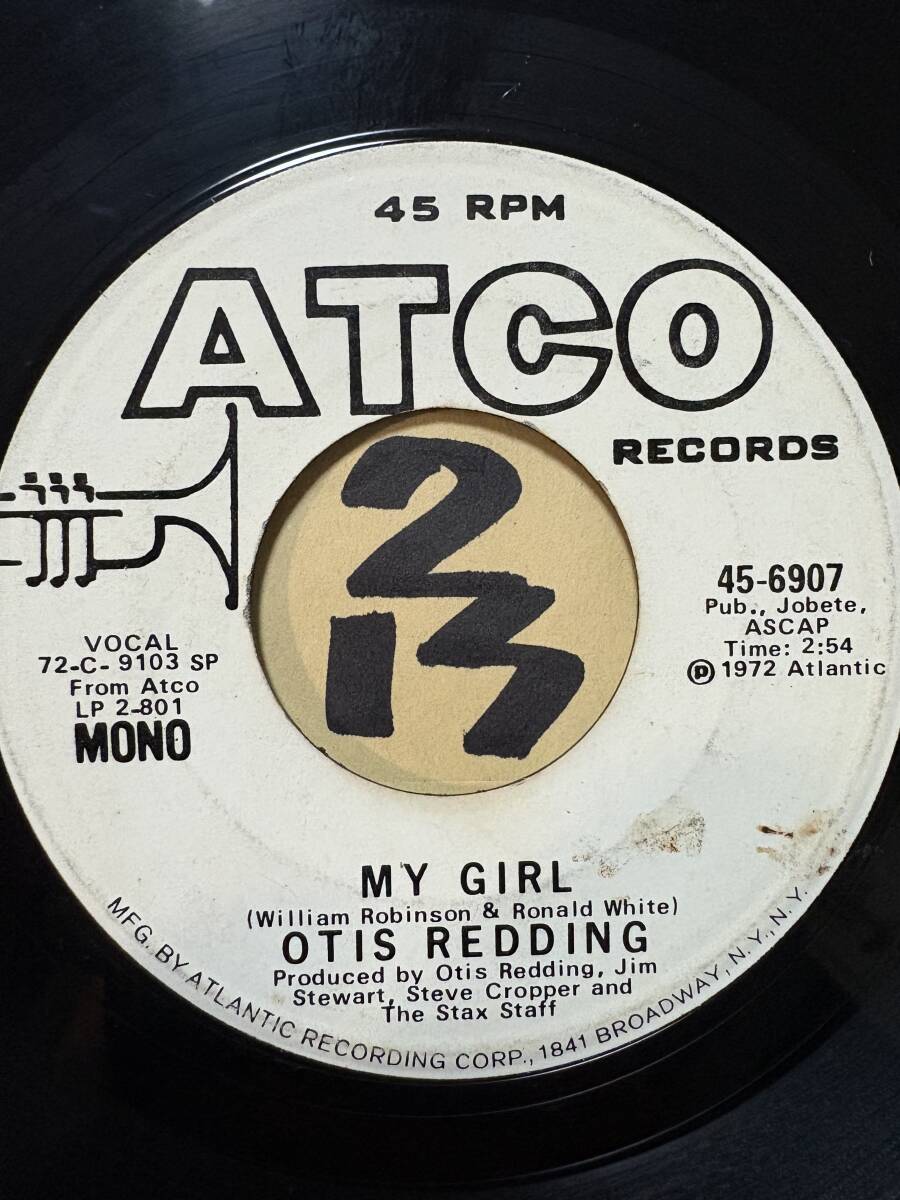 45 RPM
ATCO
RECORDS
45-6907
Pub., Jobete,
ASCAP
Time: 2:54
Ⓟ 1972 Atlantic
VOCAL
72-C-9103 SP
From Atco
LP 2-801
MONO
MY GIRL
(William Robinson & Ronald White)
OTIS REDDING
Produced by Otis Redding, Jim
Stewart, Steve Cropper and
The Stax Staff
MFG. BY ATLANTIC RECORDING CORP., 1841 BROADWAY, N.Y., N.Y.